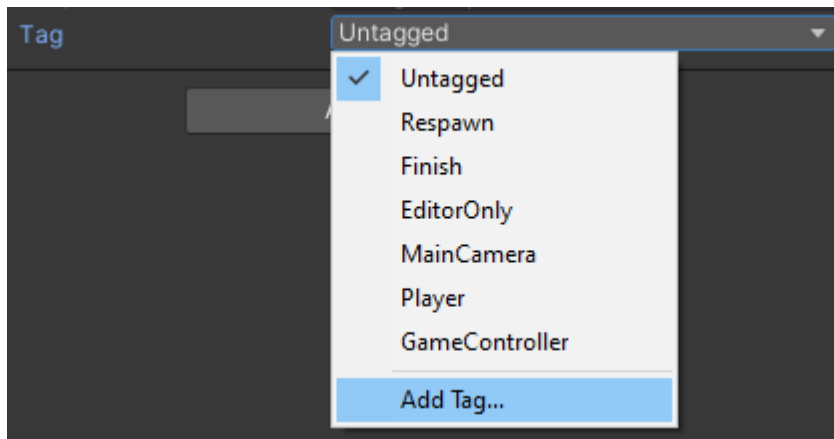 Tag
Untagged
Untagged
Respawn
Finish
EditorOnly
MainCamera
Player
GameController
Add Tag...